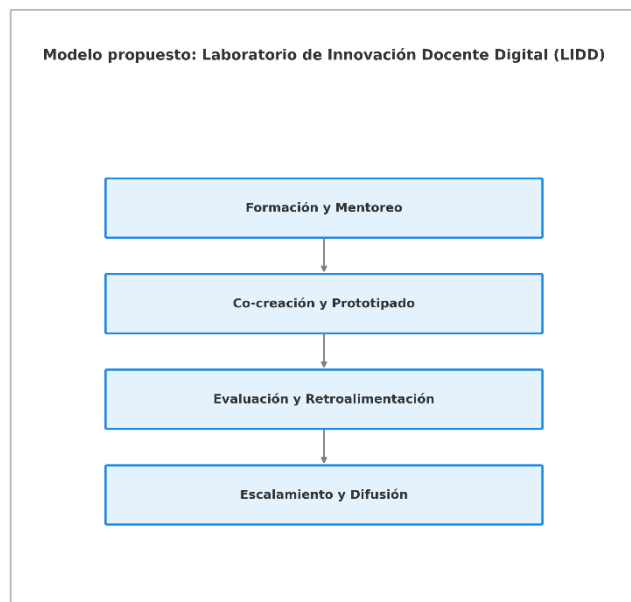 Modelo propuesto: Laboratorio de Innovación Docente Digital (LIDD)
Formación y Mentoreo
Co-creación y Prototipado
Evaluación y Retroalimentación
Escalamiento y Difusión